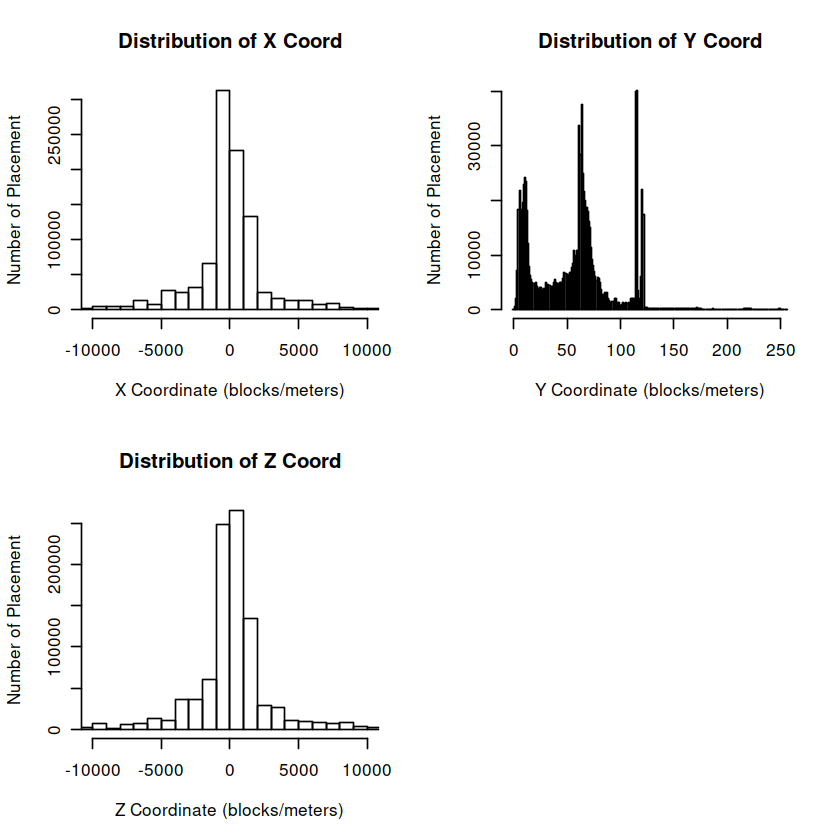 Distribution of X Coord
Number of Placement
0
100000
250000
-10000
-5000
0
5000
10000
X Coordinate (blocks/meters)
Distribution of Y Coord
Number of Placement
0
10000
30000
0
50
100
150
200
250
Y Coordinate (blocks/meters)
Distribution of Z Coord
Number of Placement
0
100000
200000
-10000
-5000
0
5000
10000
Z Coordinate (blocks/meters)